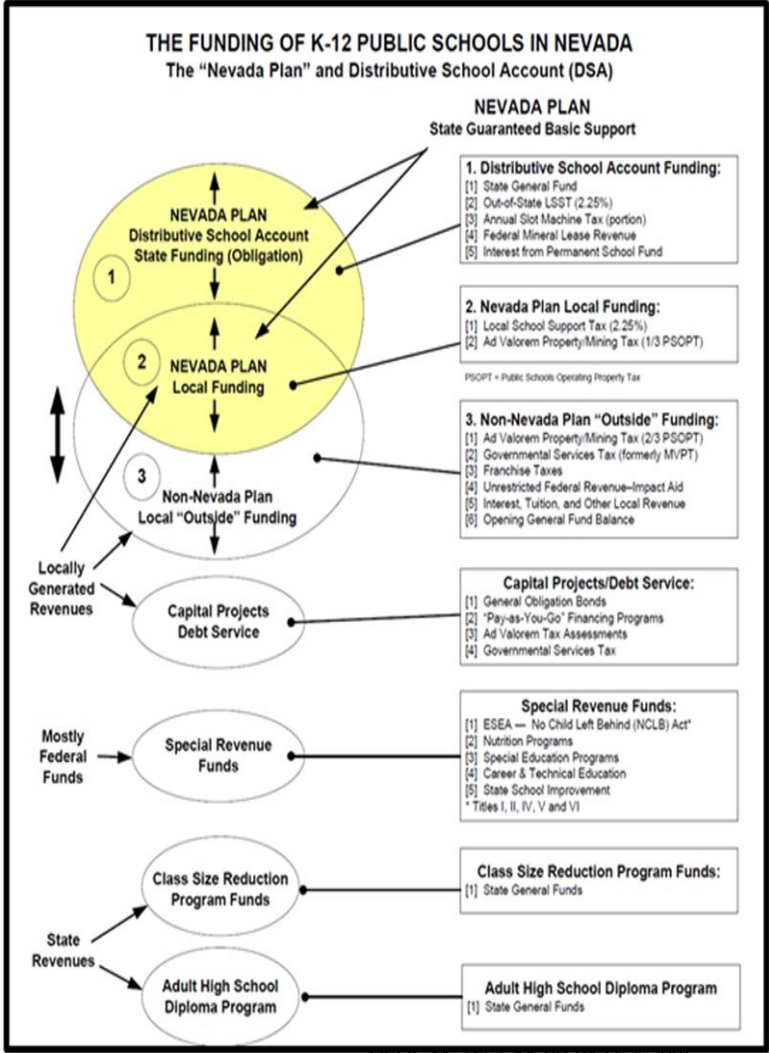 THE FUNDING OF K-12 PUBLIC SCHOOLS IN NEVADA
The “Nevada Plan” and Distributive School Account (DSA)
NEVADA PLAN
State Guaranteed Basic Support
NEVADA PLAN
Distributive School Account
State Funding (Obligation)
1
2
NEVADA PLAN
Local Funding
3
Non-Nevada Plan
Local “Outside” Funding
Locally
Generated
Revenues
Capital Projects
Debt Service
Mostly
Federal
Funds
Special Revenue
Funds
Class Size Reduction
Program Funds
State
Revenues
Adult High School
Diploma Program
1. Distributive School Account Funding:
[1] State General Fund
[2] Out-of-State LSST (2.25%)
[3] Annual Slot Machine Tax (portion)
[4] Federal Mineral Lease Revenue
[5] Interest from Permanent School Fund
2. Nevada Plan Local Funding:
[1] Local School Support Tax (2.25%)
[2] Ad Valorem Property/Mining Tax (1/3 PSOPT)
PSOPT = Public Schools Operating Property Tax
3. Non-Nevada Plan “Outside” Funding:
[1] Ad Valorem Property/Mining Tax (2/3 PSOPT)
[2] Governmental Services Tax (formerly MVPT)
[3] Franchise Taxes
[4] Unrestricted Federal Revenue–Impact Aid
[5] Interest, Tuition, and Other Local Revenue
[6] Opening General Fund Balance
Capital Projects/Debt Service:
[1] General Obligation Bonds
[2] “Pay-as-You-Go” Financing Programs
[3] Ad Valorem Tax Assessments
[4] Governmental Services Tax
Special Revenue Funds:
[1] ESEA — No Child Left Behind (NCLB) Act*
[2] Nutrition Programs
[3] Special Education Programs
[4] Career & Technical Education
[5] State School Improvement
* Titles I, II, IV, V and VI
Class Size Reduction Program Funds:
[1] State General Funds
Adult High School Diploma Program
[1] State General Funds